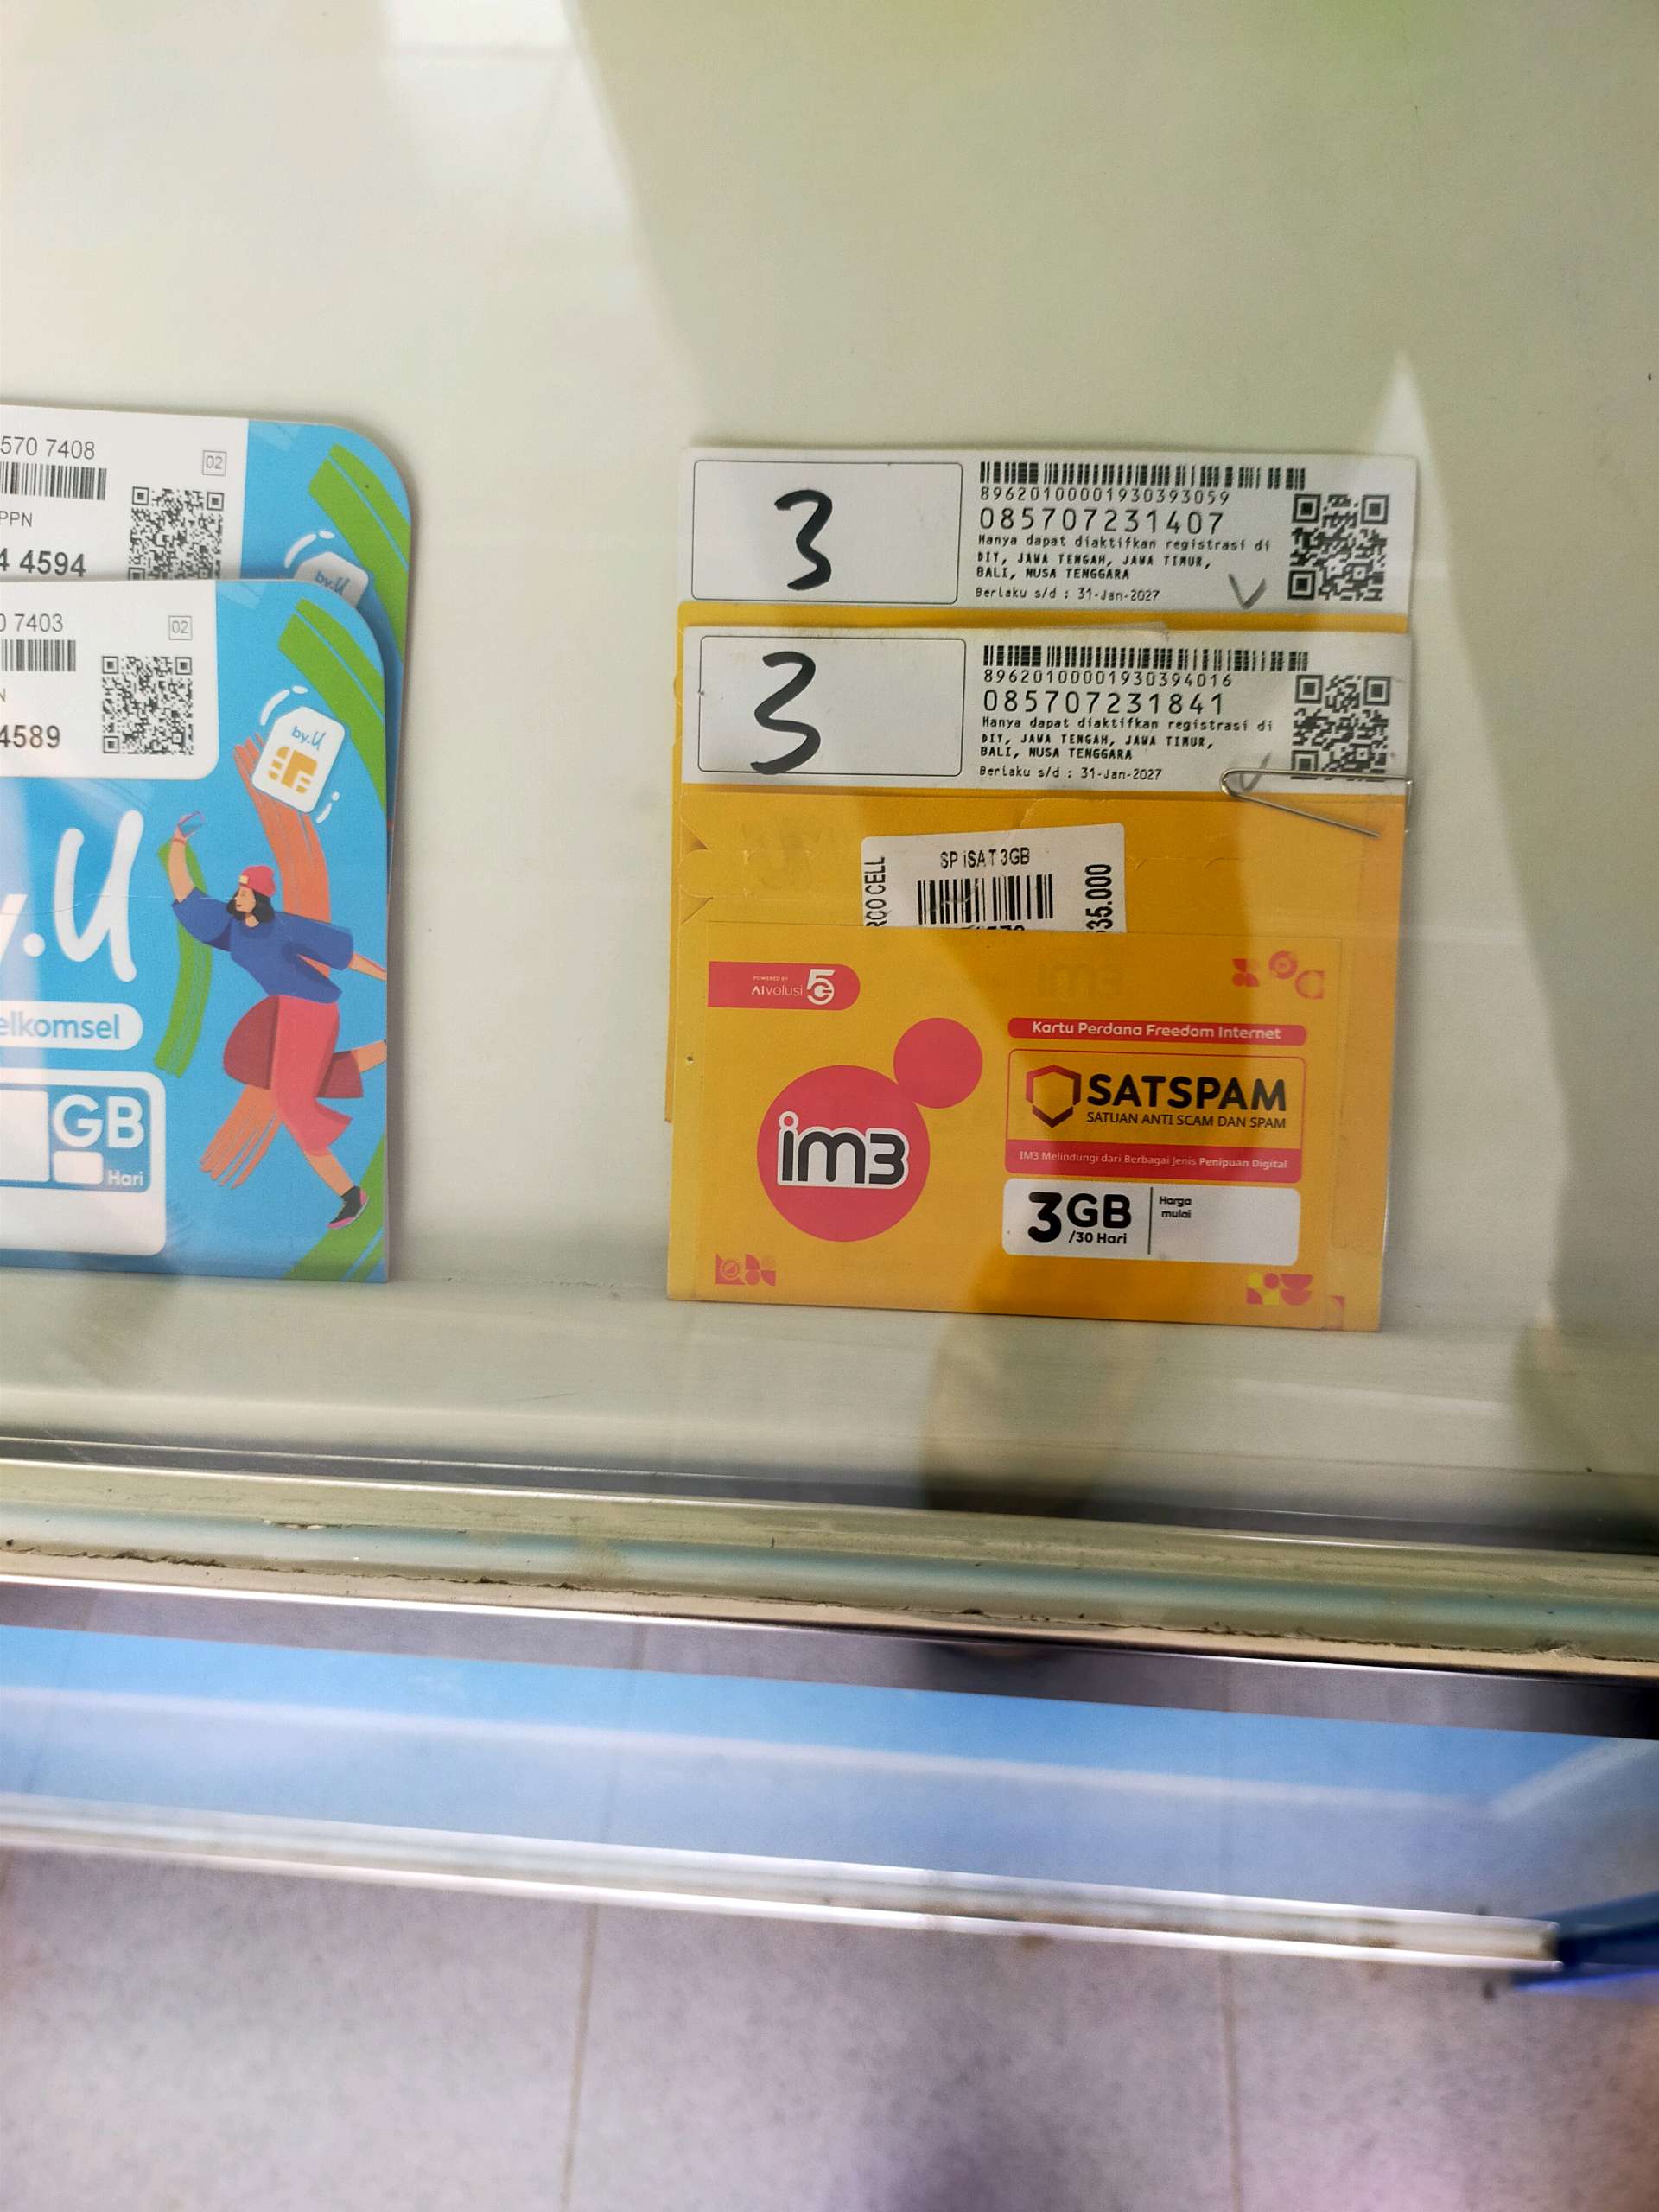 570 7408
02
PPN
4 4594
by.U
0 7403
02
N
4589
by.U
y.U
elkomsel
GB
Hari
3
89620100001930393059
085707231407
Hanya dapat diaktifkan registrasi di
DIY, JAWA TENGAH, JAWA TIMUR,
BALI, NUSA TENGGARA
Berlaku s/d : 31-Jan-2027
3
89620100001930394016
085707231841
Hanya dapat diaktifkan registrasi di
DIY, JAWA TENGAH, JAWA TIMUR,
BALI, NUSA TENGGARA
Berlaku s/d : 31-Jan-2027
RCO CELL
SP iSAT 3GB
35.000
POWERED BY
AIvolusi 5G
Kartu Perdana Freedom Internet
SATSPAM
SATUAN ANTI SCAM DAN SPAM
IM3 Melindungi dari Berbagai Jenis Penipuan Digital
im3
3GB
/30 Hari
Harga
mulai